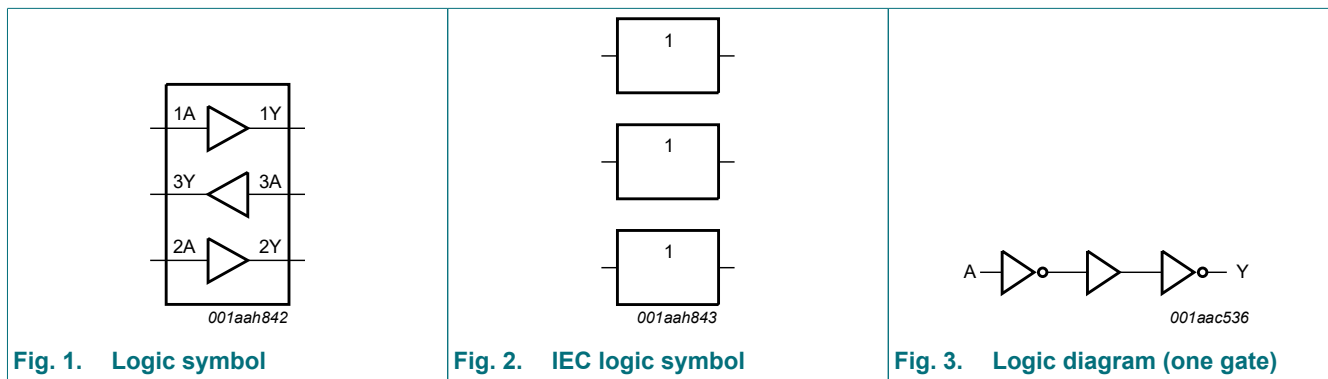 1A 1Y
3Y 3A
2A 2Y
001aah842
Fig. 1. Logic symbol
1
1
1
001aah843
Fig. 2. IEC logic symbol
A Y
001aac536
Fig. 3. Logic diagram (one gate)